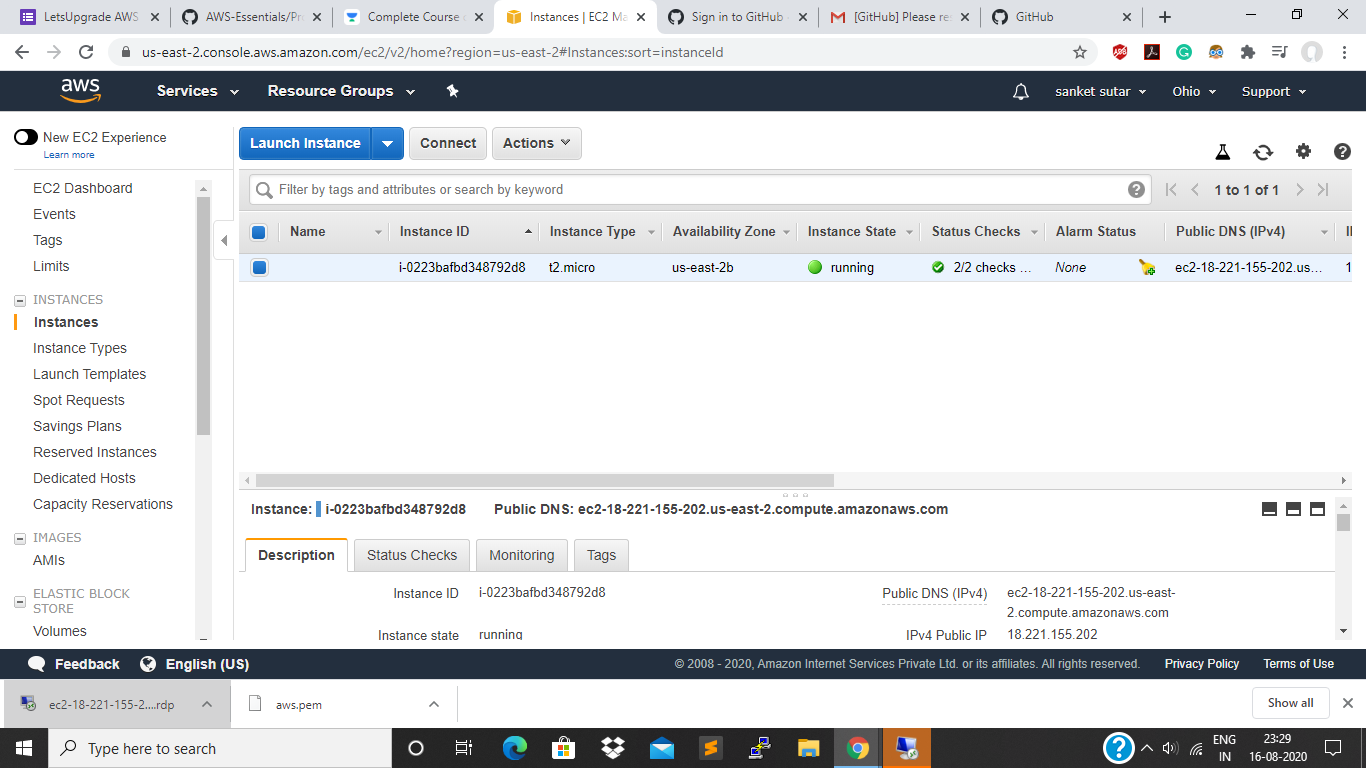 LetsUpgrade AWS
AWS-Essentials/Pr
Complete Course
Instances | EC2 Ma
Sign in to GitHub
[GitHub] Please re
GitHub
us-east-2.console.aws.amazon.com/ec2/v2/home?region=us-east-2#Instances:sort=instanceId
aws
Services
Resource Groups
sanket sutar
Ohio
Support
New EC2 Experience
Learn more
EC2 Dashboard
Events
Tags
Limits
INSTANCES
Instances
Instance Types
Launch Templates
Spot Requests
Savings Plans
Reserved Instances
Dedicated Hosts
Capacity Reservations
IMAGES
AMIs
ELASTIC BLOCK
STORE
Volumes
Launch Instance
Connect
Actions
Filter by tags and attributes or search by keyword
1 to 1 of 1
Name Instance ID Instance Type Availability Zone Instance State Status Checks Alarm Status Public DNS (IPv4)
i-0223bafbd348792d8 t2.micro us-east-2b running 2/2 checks ... None ec2-18-221-155-202.us... 1
Instance: i-0223bafbd348792d8 Public DNS: ec2-18-221-155-202.us-east-2.compute.amazonaws.com
Description
Status Checks
Monitoring
Tags
Instance ID i-0223bafbd348792d8
Public DNS (IPv4) ec2-18-221-155-202.us-east-
2.compute.amazonaws.com
Instance state running
IPv4 Public IP 18.221.155.202
Feedback
English (US)
© 2008 - 2020, Amazon Internet Services Private Ltd. or its affiliates. All rights reserved.
Privacy Policy
Terms of Use
ec2-18-221-155-2....rdp
aws.pem
Show all
Type here to search
ENG
IN
23:29
16-08-2020